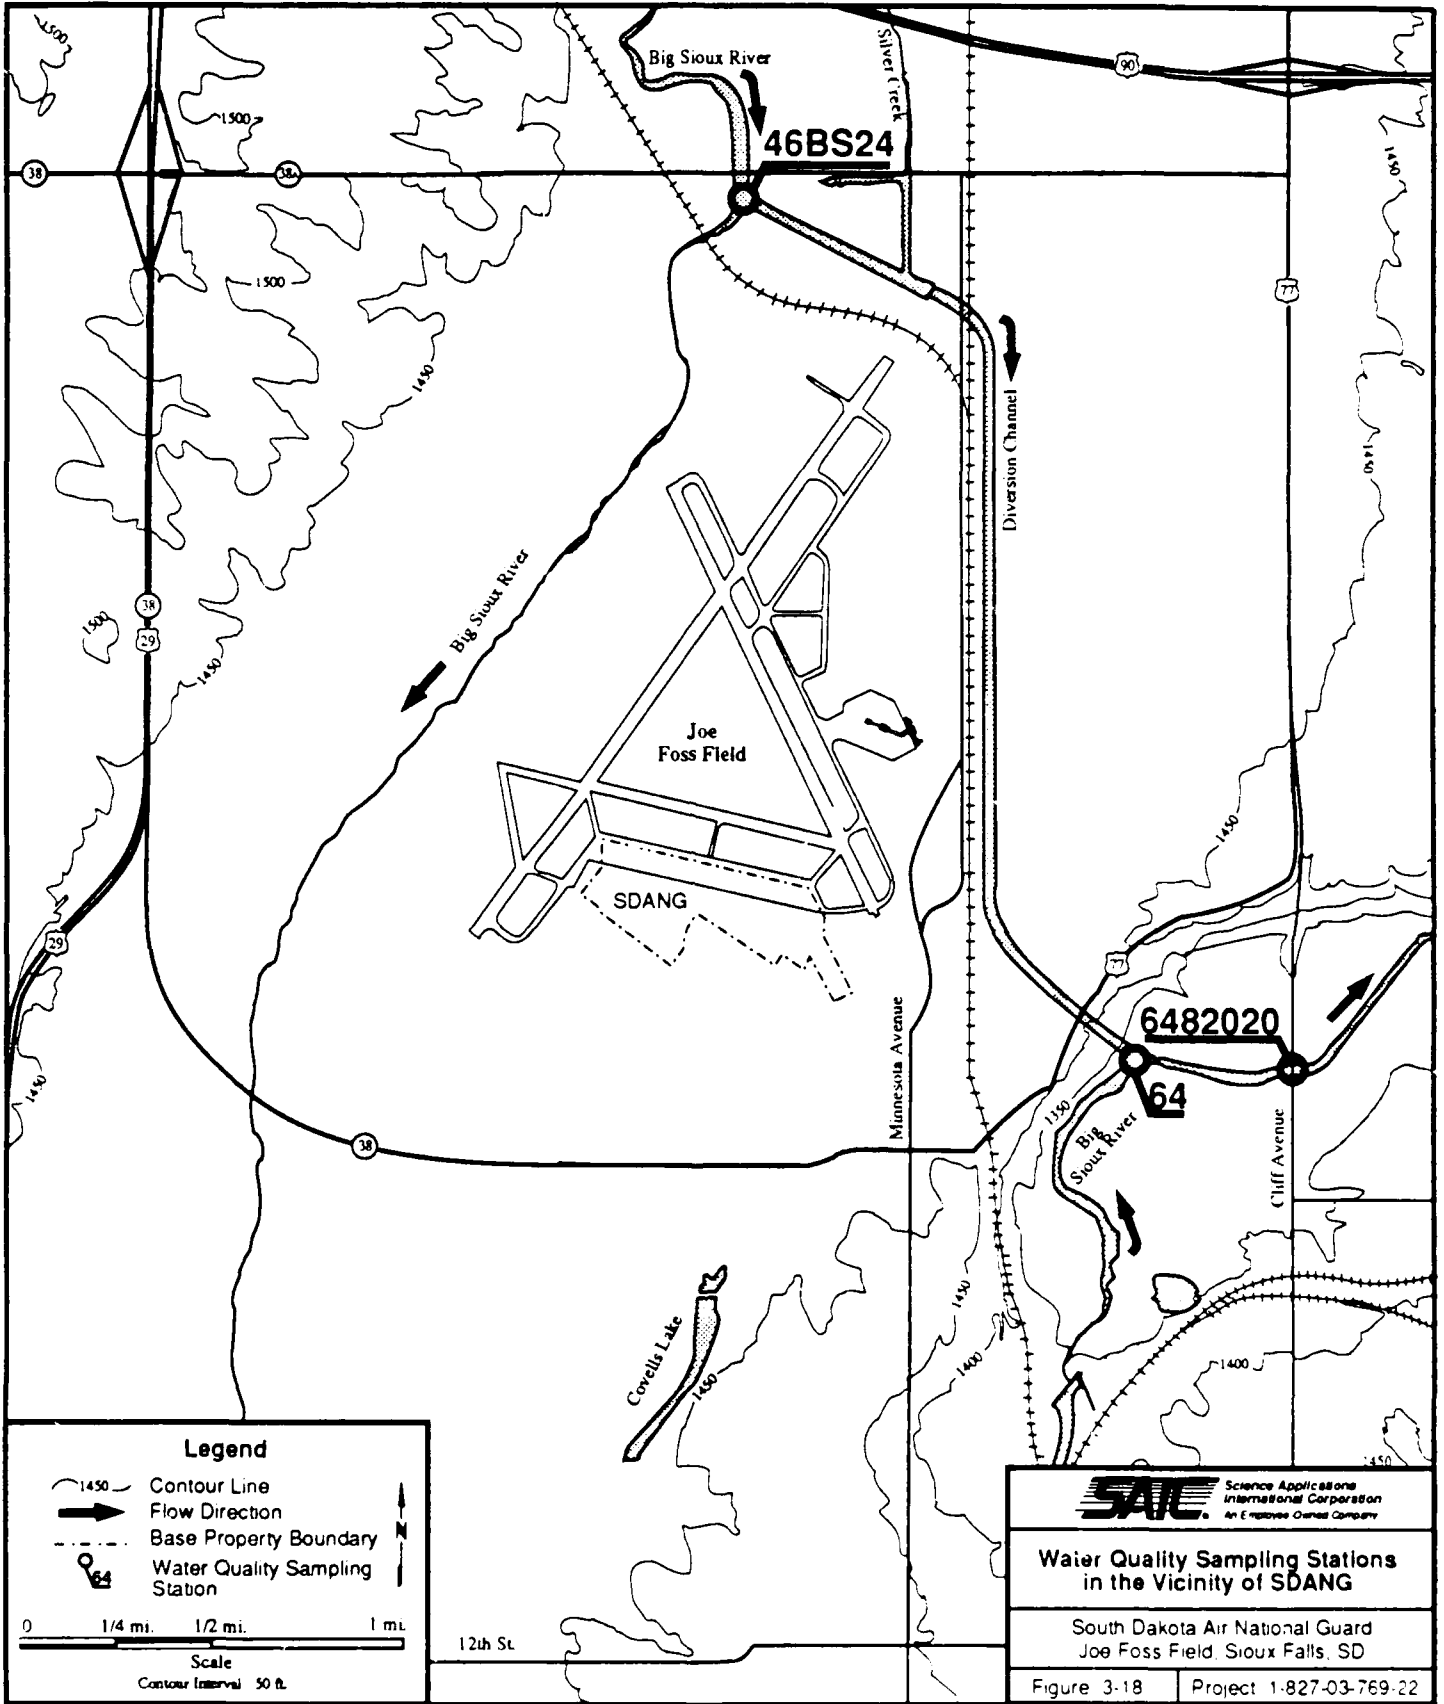 1500
Big Sioux River
Silver Creek
90
1500
46BS24
1450
38
38
1500
77
1450
Diversion Channel
1450
Big Sioux River
38
1500
29
1450
Joe
Foss Field
1450
SDANG
29
77
Minnesota Avenue
6482020
1450
1350
64
Big
Sioux River
38
Cliff Avenue
1450
Covells Lake
1400
1400
1450
1450
Legend
1450 Contour Line
Flow Direction
Base Property Boundary
N
64 Water Quality Sampling
Station
0 1/4 mi. 1/2 mi. 1 mi.
Scale
Contour Interval 50 ft.
12th St.
SAIC
Science Applications
International Corporation
An Employee Owned Company
Water Quality Sampling Stations
in the Vicinity of SDANG
South Dakota Air National Guard
Joe Foss Field, Sioux Falls, SD
Figure 3-18 Project 1-827-03-769-22